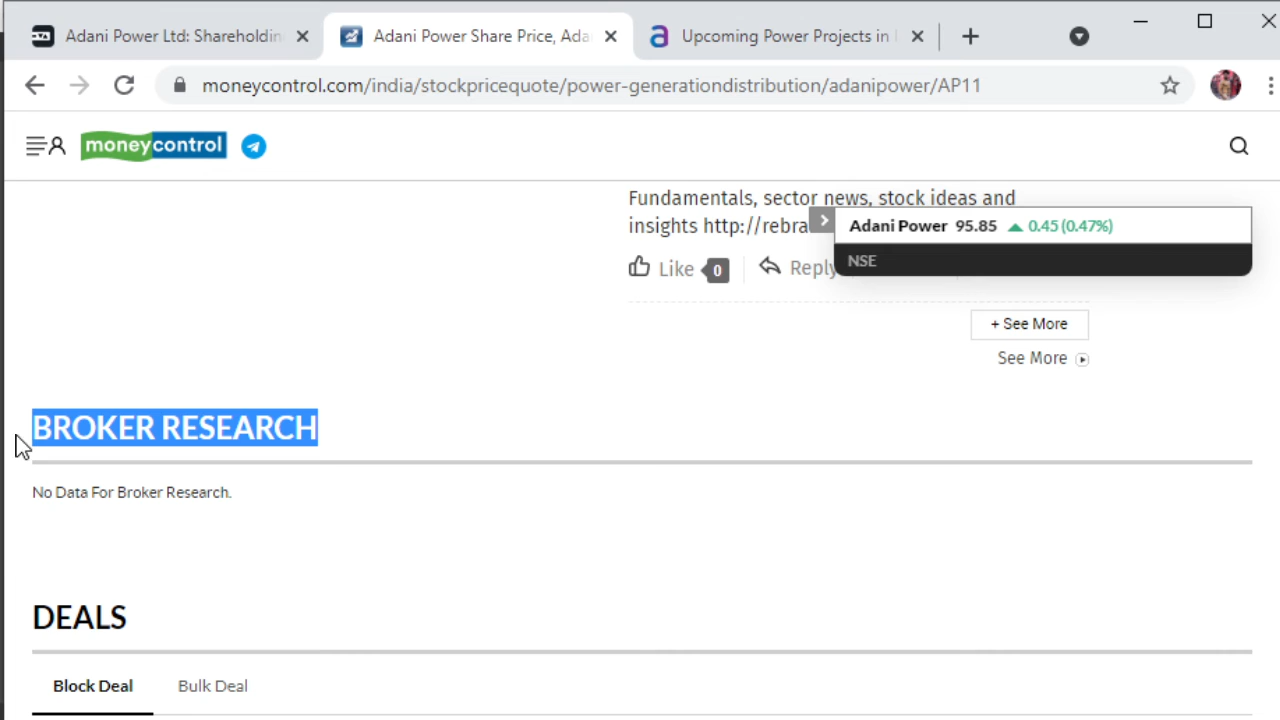 Adani Power Ltd: Shareholdin
Adani Power Share Price, Ada
Upcoming Power Projects in
moneycontrol.com/india/stockpricequote/power-generationdistribution/adanipower/AP11
moneycontrol
Fundamentals, sector news, stock ideas and
insights http://rebra
Adani Power 95.85 0.45 (0.47%)
NSE
Like 0 Reply
+ See More
See More
BROKER RESEARCH
No Data For Broker Research.
DEALS
Block Deal Bulk Deal